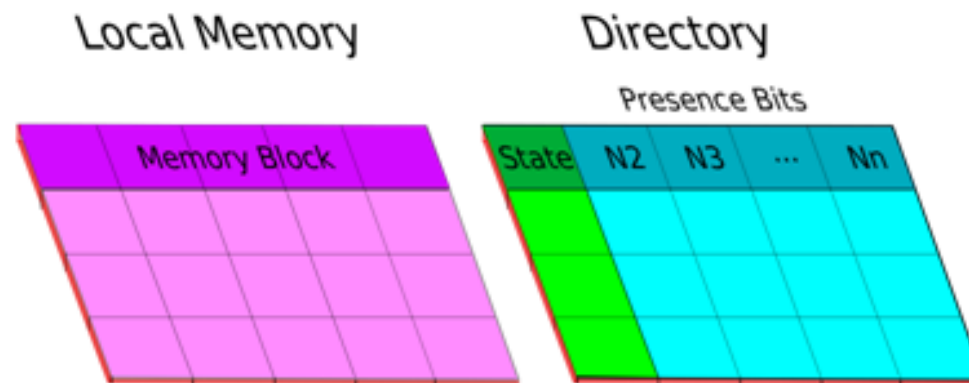 Local Memory
Directory
Presence Bits
Memory Block
State N2 N3 ... Nn